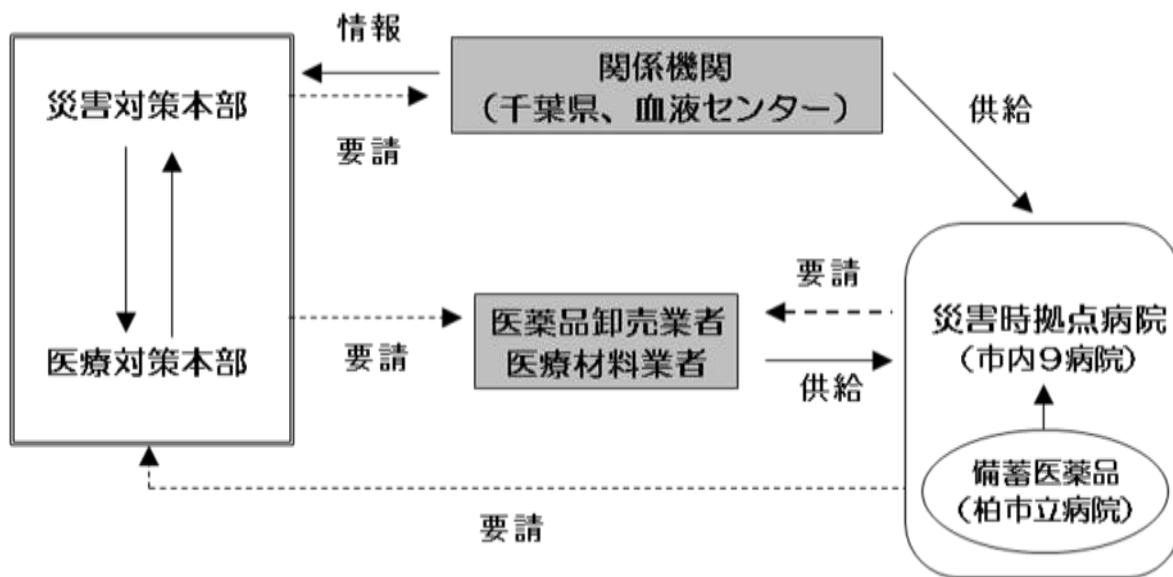 情報
関係機関
（千葉県、血液センター）
災害対策本部
要請
供給
要請
医薬品卸売業者
医療材料業者
災害時拠点病院
（市内９病院）
医療対策本部
要請
供給
備蓄医薬品
（柏市立病院）
要請